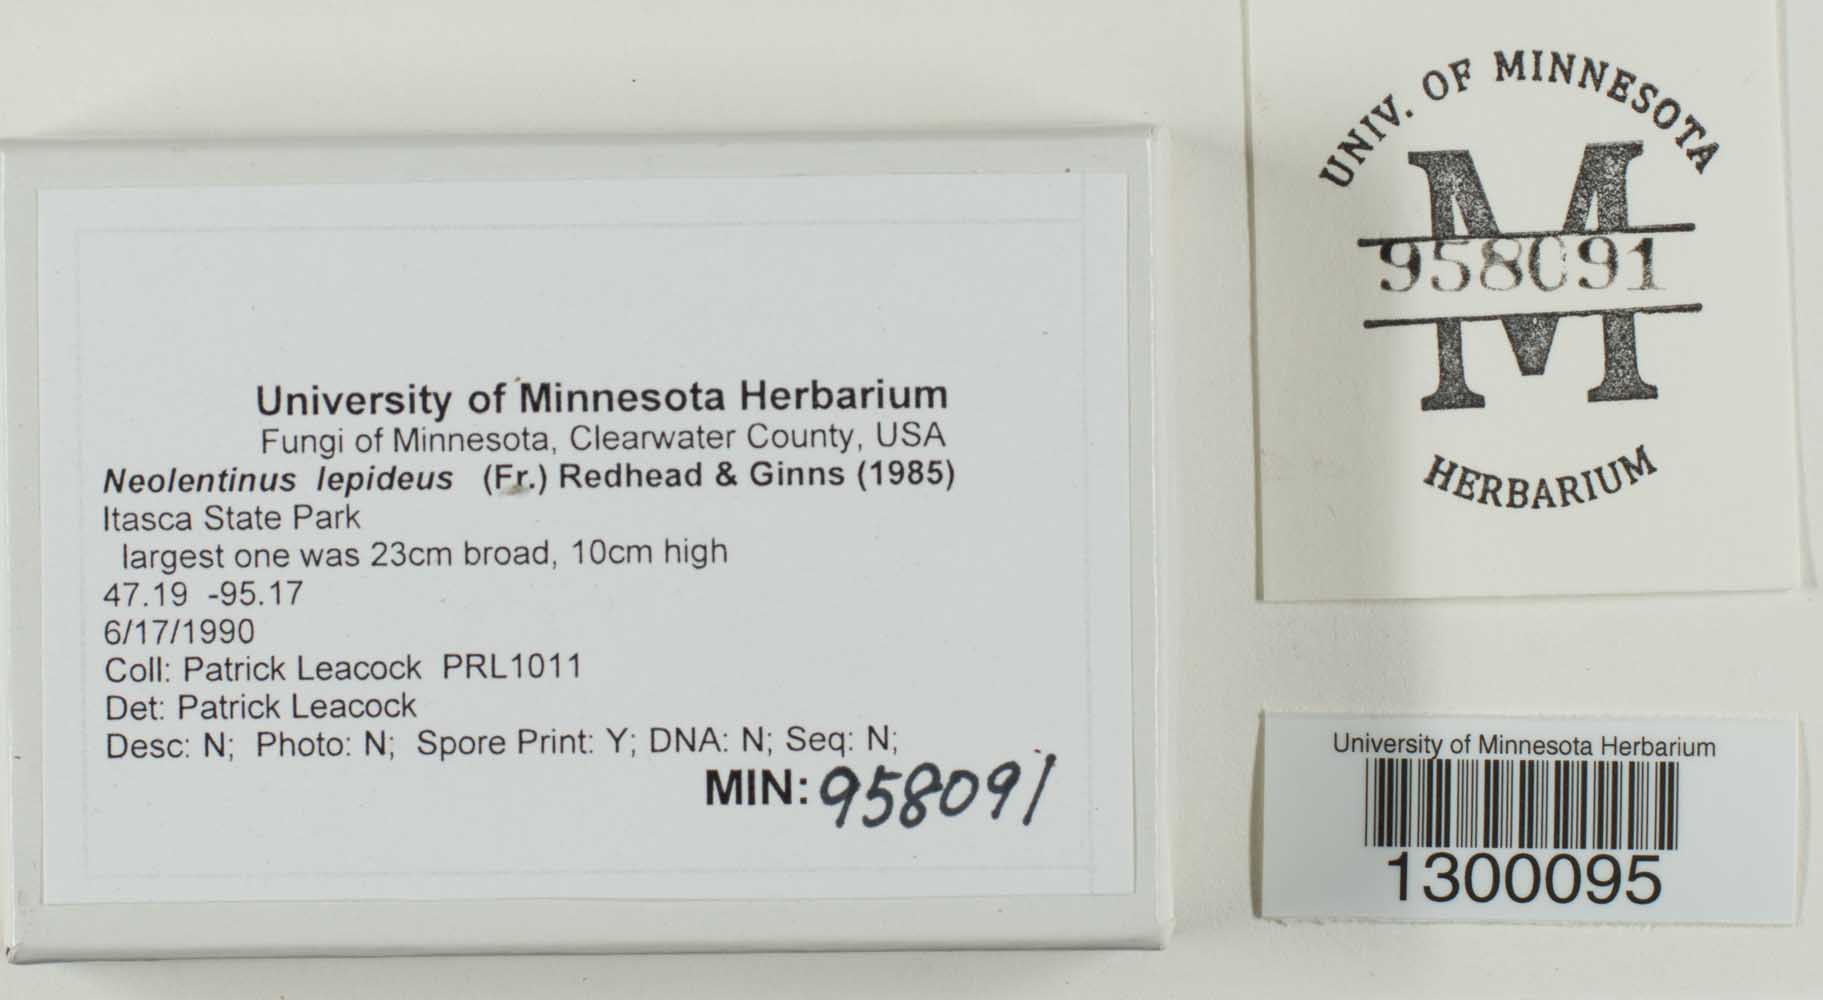 University of Minnesota Herbarium
Fungi of Minnesota, Clearwater County, USA
Neolentinus lepideus (Fr.) Redhead & Ginns (1985)
Itasca State Park
largest one was 23cm broad, 10cm high
47.19 -95.17
6/17/1990
Coll: Patrick Leacock PRL1011
Det: Patrick Leacock
Desc: N; Photo: N; Spore Print: Y; DNA: N; Seq: N;
MIN: 958091
UNIV. OF MINNESOTA
M
958091
HERBARIUM
University of Minnesota Herbarium
1300095